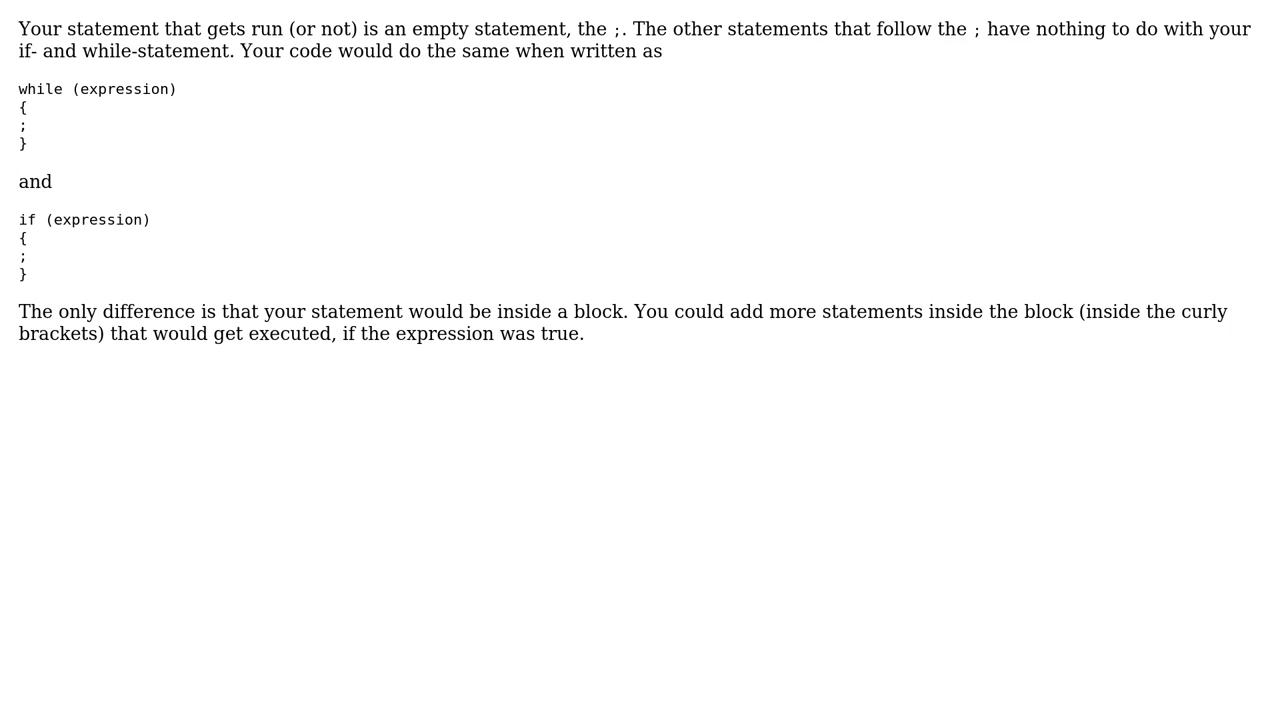 Your statement that gets run (or not) is an empty statement, the ;. The other statements that follow the ; have nothing to do with your
if- and while-statement. Your code would do the same when written as
while (expression)
{
;
}
and
if (expression)
{
;
}
The only difference is that your statement would be inside a block. You could add more statements inside the block (inside the curly
brackets) that would get executed, if the expression was true.